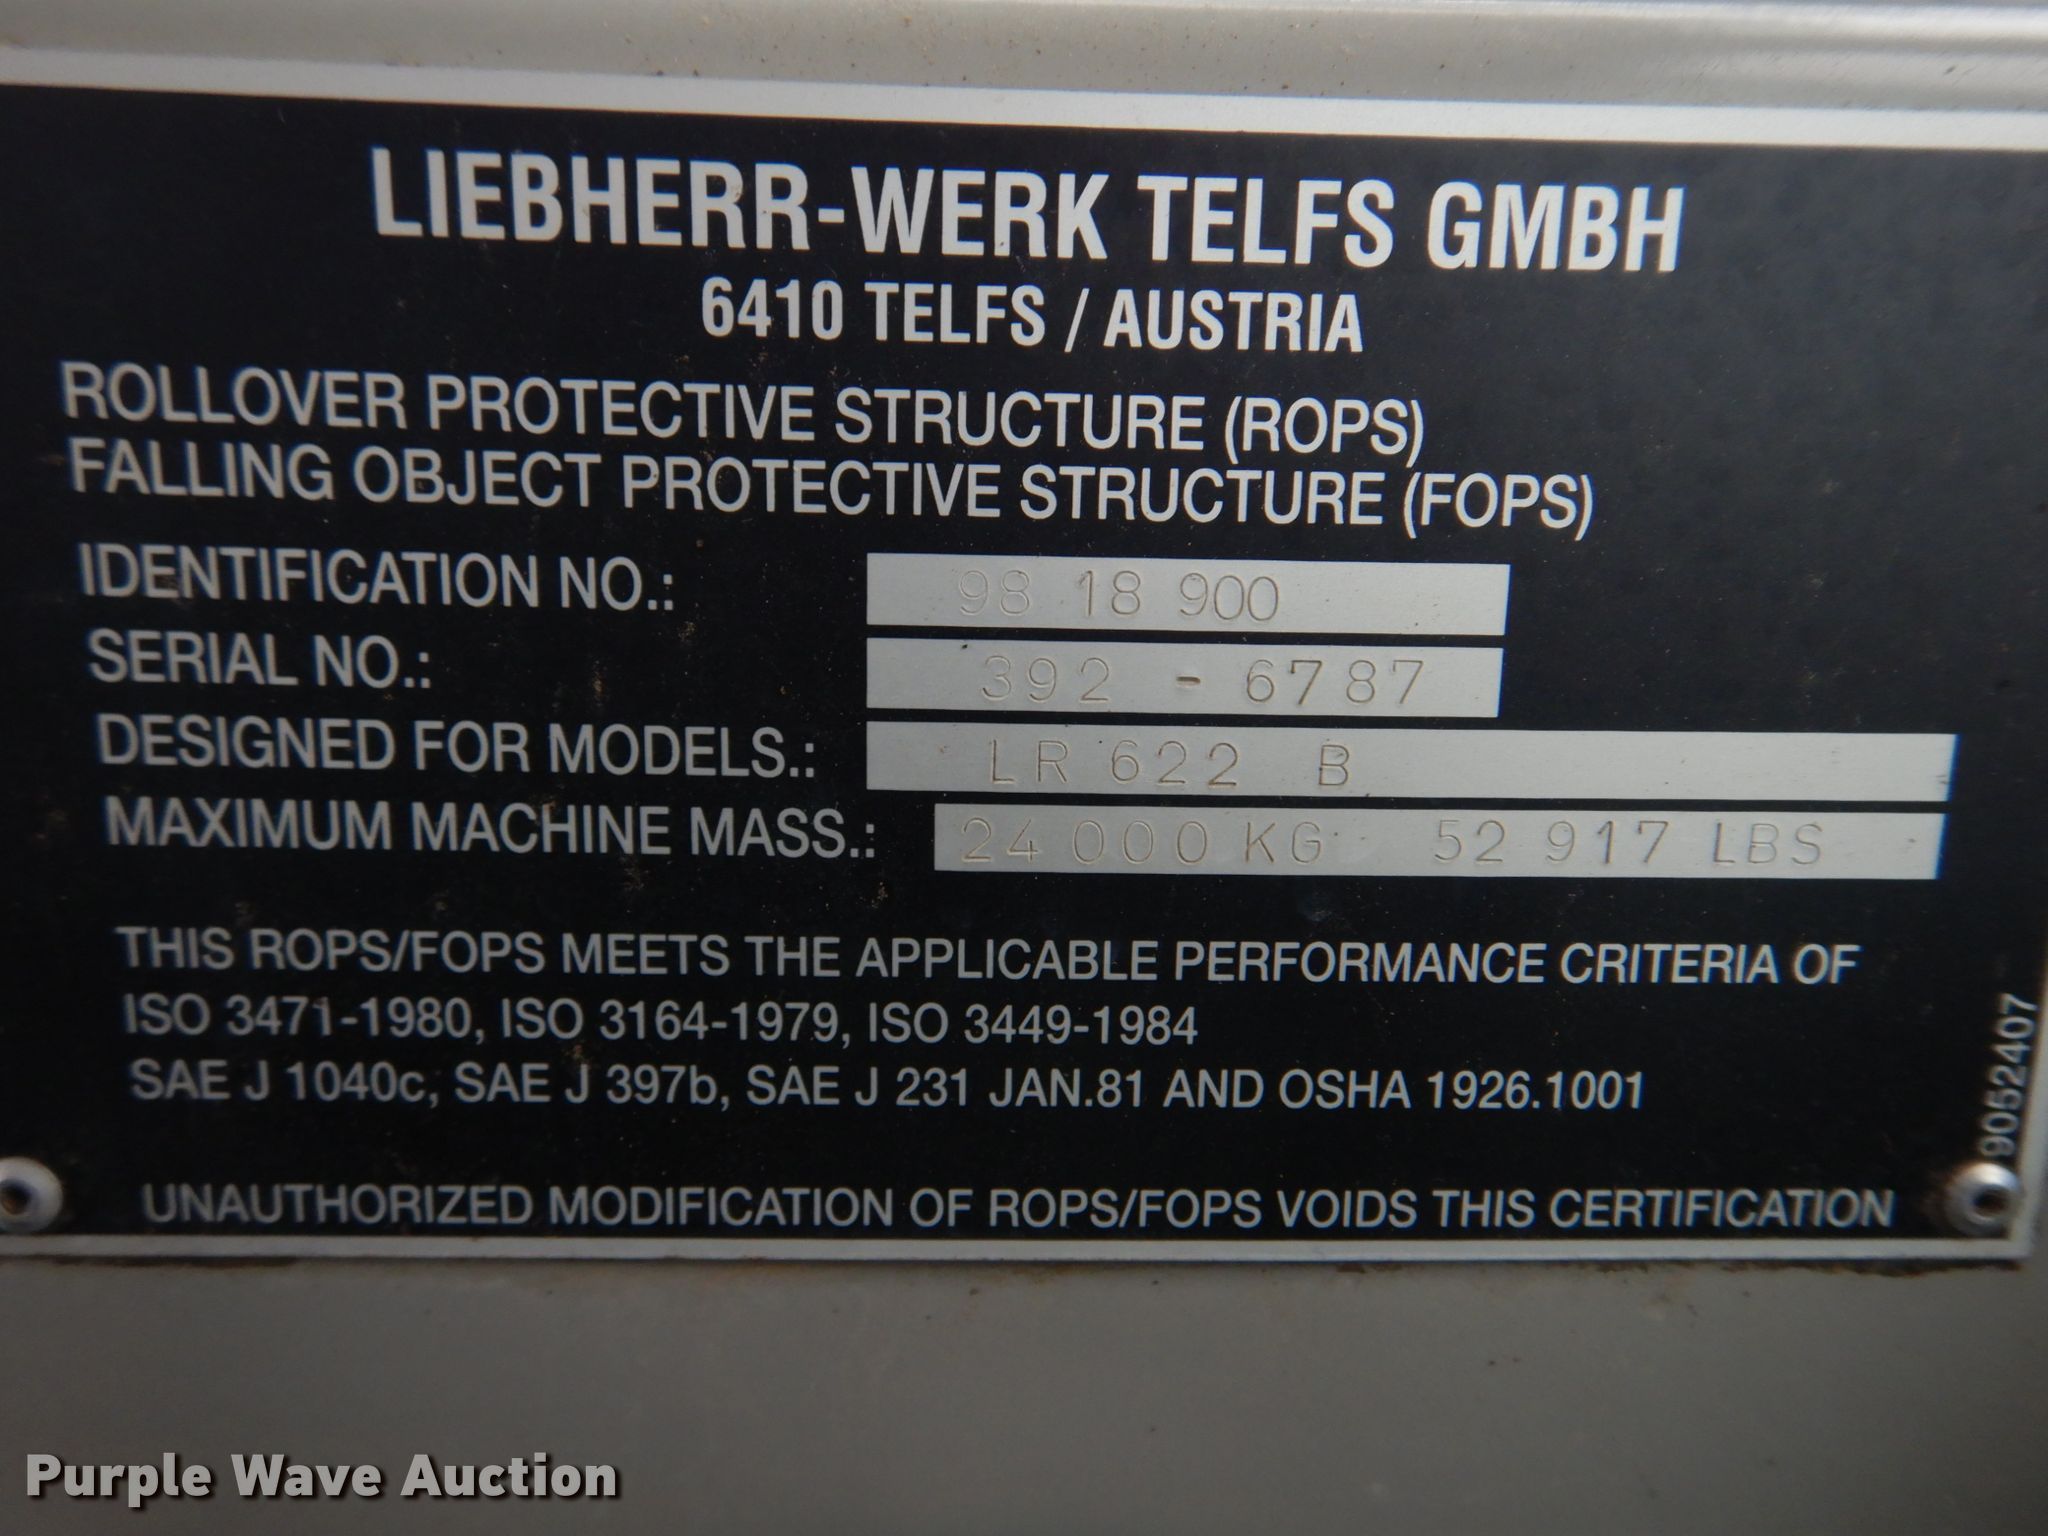 LIEBHERR-WERK TELFS GMBH
6410 TELFS / AUSTRIA
ROLLOVER PROTECTIVE STRUCTURE (ROPS)
FALLING OBJECT PROTECTIVE STRUCTURE (FOPS)
IDENTIFICATION NO.: 98 18 900
SERIAL NO.: 392 - 6787
DESIGNED FOR MODELS.: LR 622 B
MAXIMUM MACHINE MASS.: 24 000 KG 52 917 LBS
THIS ROPS/FOPS MEETS THE APPLICABLE PERFORMANCE CRITERIA OF
ISO 3471-1980, ISO 3164-1979, ISO 3449-1984
SAE J 1040c, SAE J 397b, SAE J 231 JAN.81 AND OSHA 1926.1001
UNAUTHORIZED MODIFICATION OF ROPS/FOPS VOIDS THIS CERTIFICATION
9052407
Purple Wave Auction